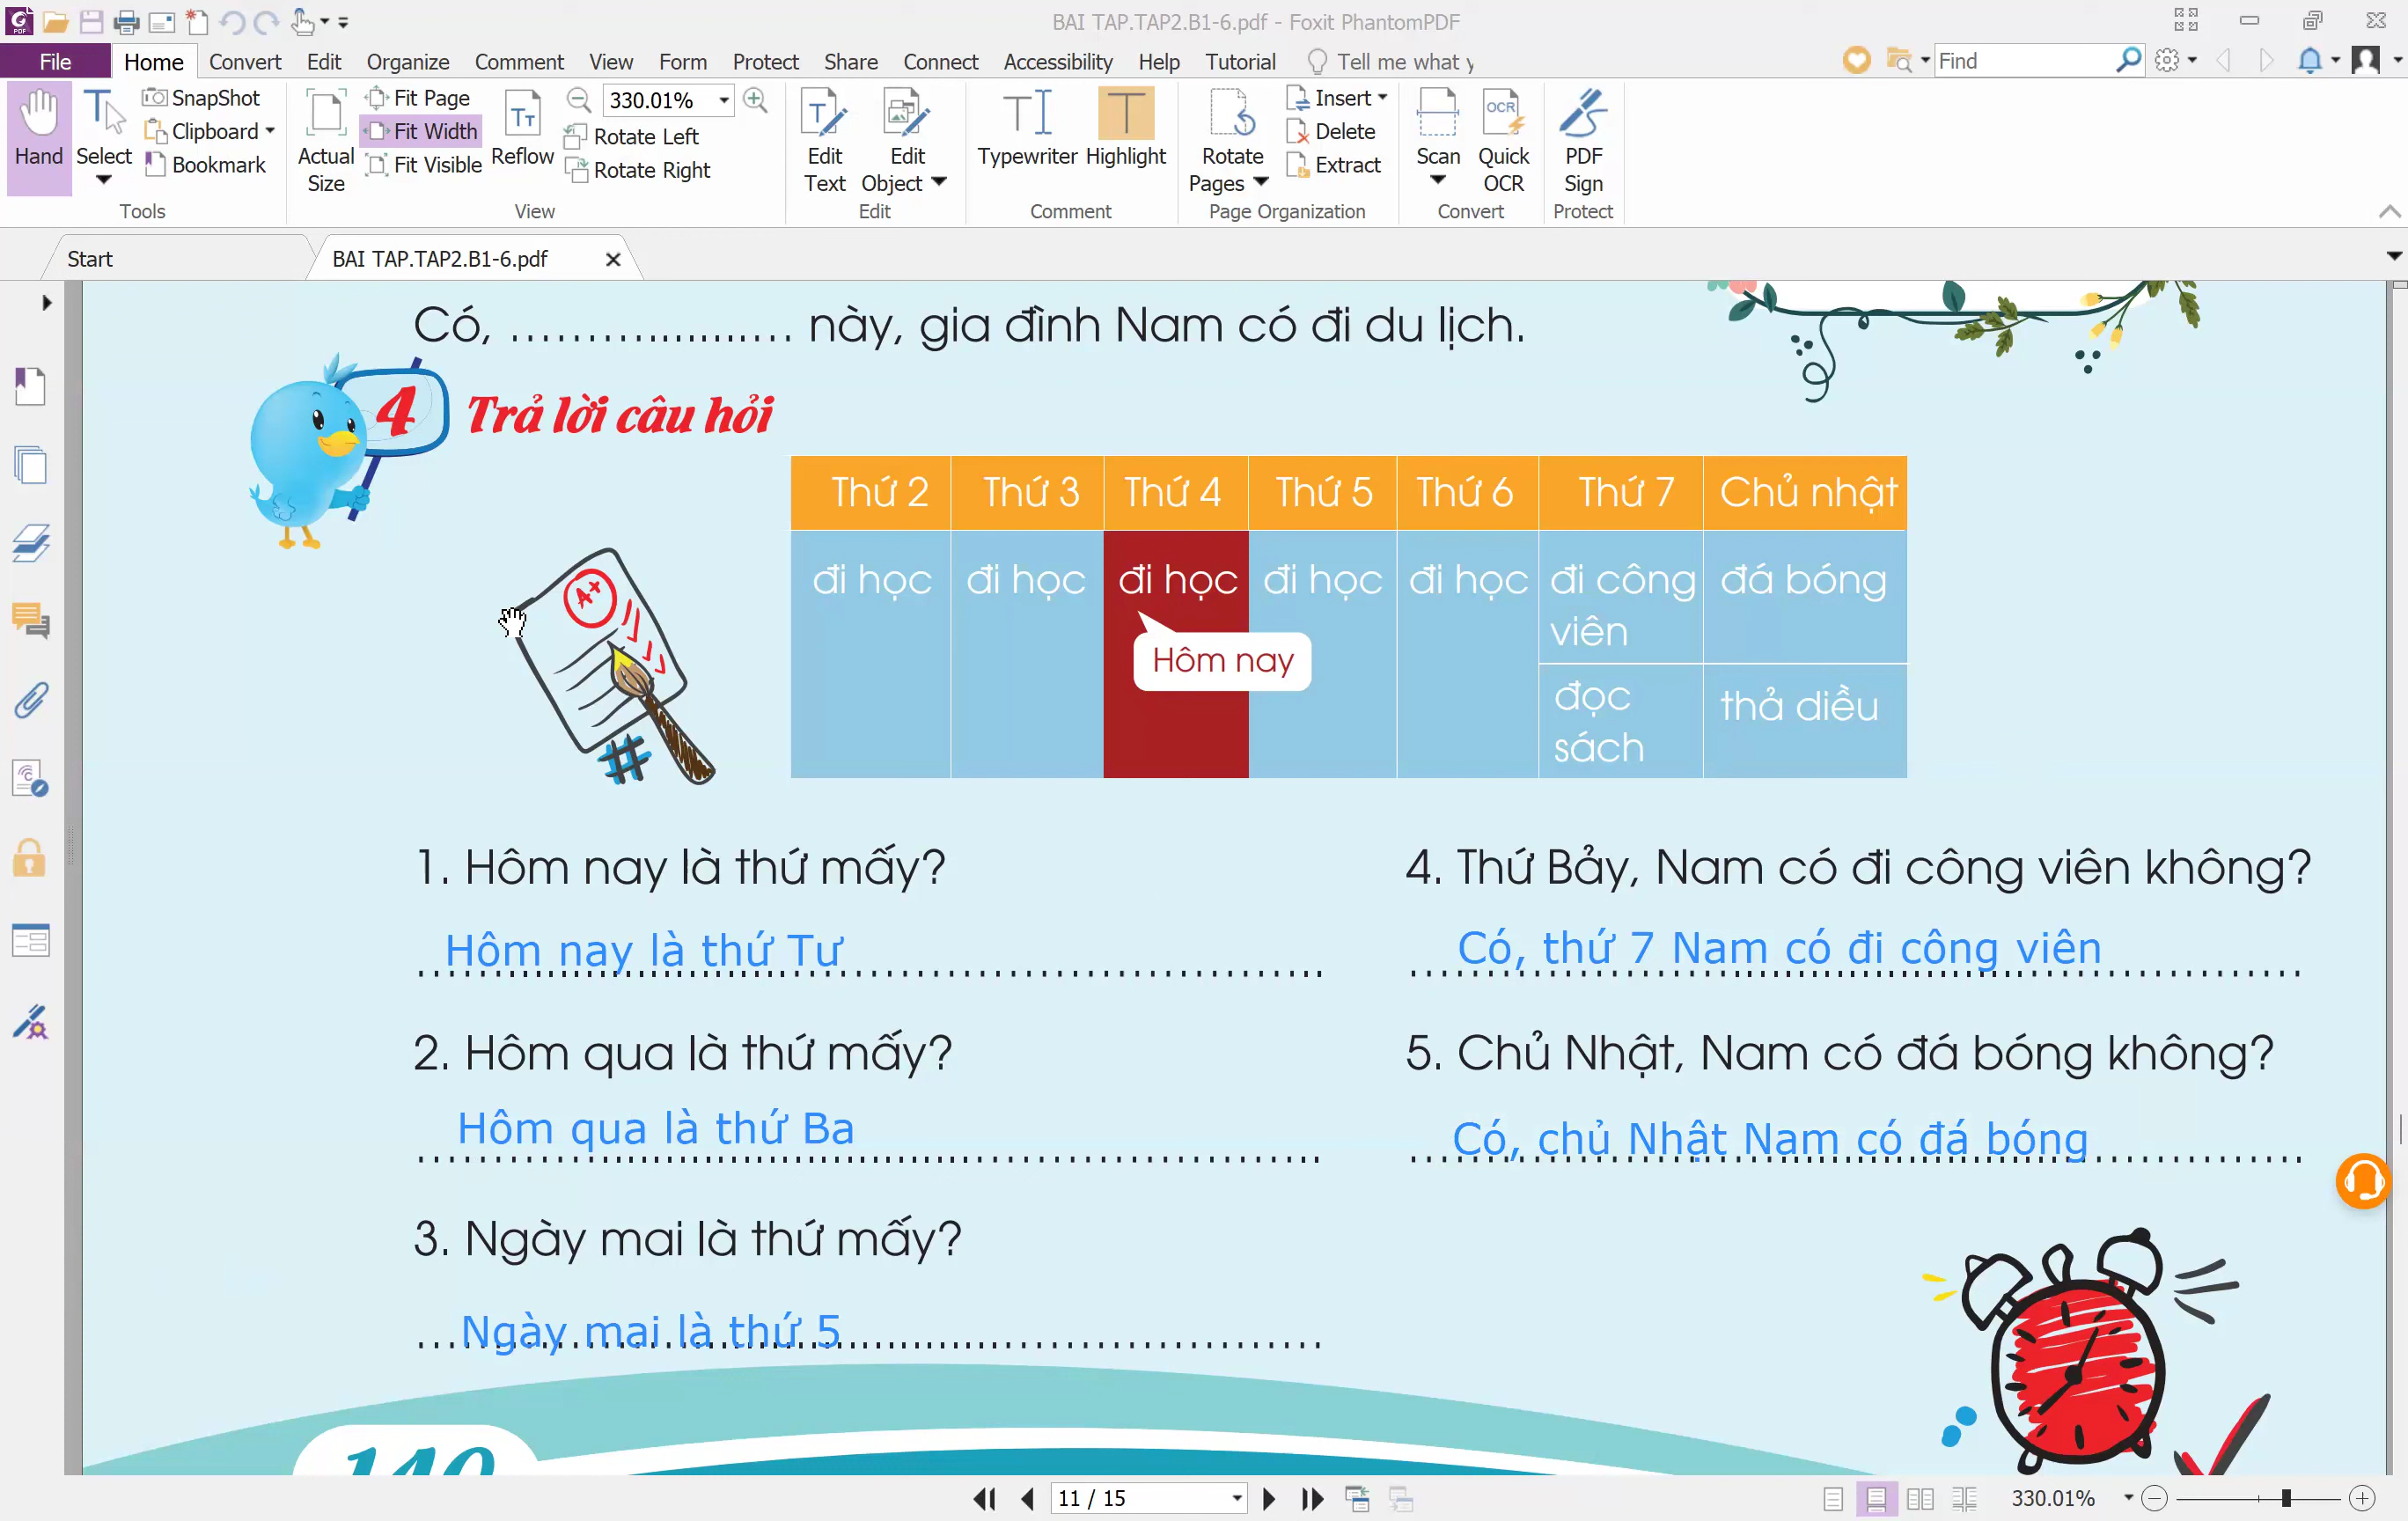 BAI TAP.TAP2.B1-6.pdf - Foxit PhantomPDF
File Home Convert Edit Organize Comment View Form Protect Share Connect Accessibility Help Tutorial Tell me what y Find
Hand
Select
SnapShot
Clipboard
Bookmark
Tools
Actual Size
Fit Page
Fit Width
Fit Visible
Reflow
330.01%
Rotate Left
Rotate Right
View
Edit Text
Edit Object
Edit
Typewriter
Highlight
Comment
Rotate Pages
Insert
Delete
Extract
Page Organization
Scan
Quick OCR
OCR
Convert
PDF Sign
Protect
Start
BAI TAP.TAP2.B1-6.pdf
Có, ..................... này, gia đình Nam có đi du lịch.
4 Trả lời câu hỏi
Thứ 2 Thứ 3 Thứ 4 Thứ 5 Thứ 6 Thứ 7 Chủ nhật
đi học đi học đi học đi học đi học đi công viên đá bóng
Hôm nay
đọc sách thả diều
A+
1. Hôm nay là thứ mấy?
Hôm nay là thứ Tư
2. Hôm qua là thứ mấy?
Hôm qua là thứ Ba
3. Ngày mai là thứ mấy?
Ngày mai là thứ 5
4. Thứ Bảy, Nam có đi công viên không?
Có, thứ 7 Nam có đi công viên
5. Chủ Nhật, Nam có đá bóng không?
Có, chủ Nhật Nam có đá bóng
11 / 15
330.01%